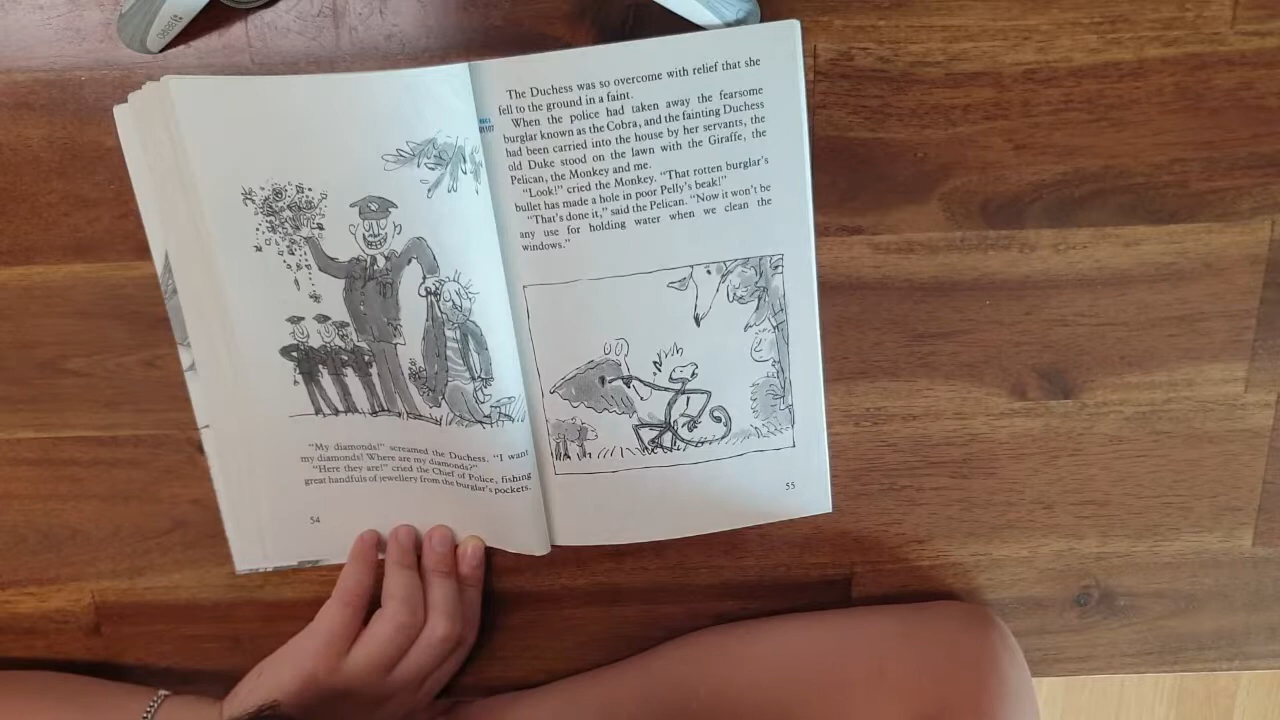 "My diamonds!" screamed the Duchess. "I want
my diamonds! Where are my diamonds?"
"Here they are!" cried the Chief of Police, fishing
great handfuls of jewellery from the burglar's pockets.
54
The Duchess was so overcome with relief that she
fell to the ground in a faint.
When the police had taken away the fearsome
burglar known as the Cobra, and the fainting Duchess
had been carried into the house by her servants, the
old Duke stood on the lawn with the Giraffe, the
Pelican, the Monkey and me.
"Look!" cried the Monkey. "That rotten burglar's
bullet has made a hole in poor Pelly's beak!"
"That's done it," said the Pelican. "Now it won't be
any use for holding water when we clean the
windows."
55